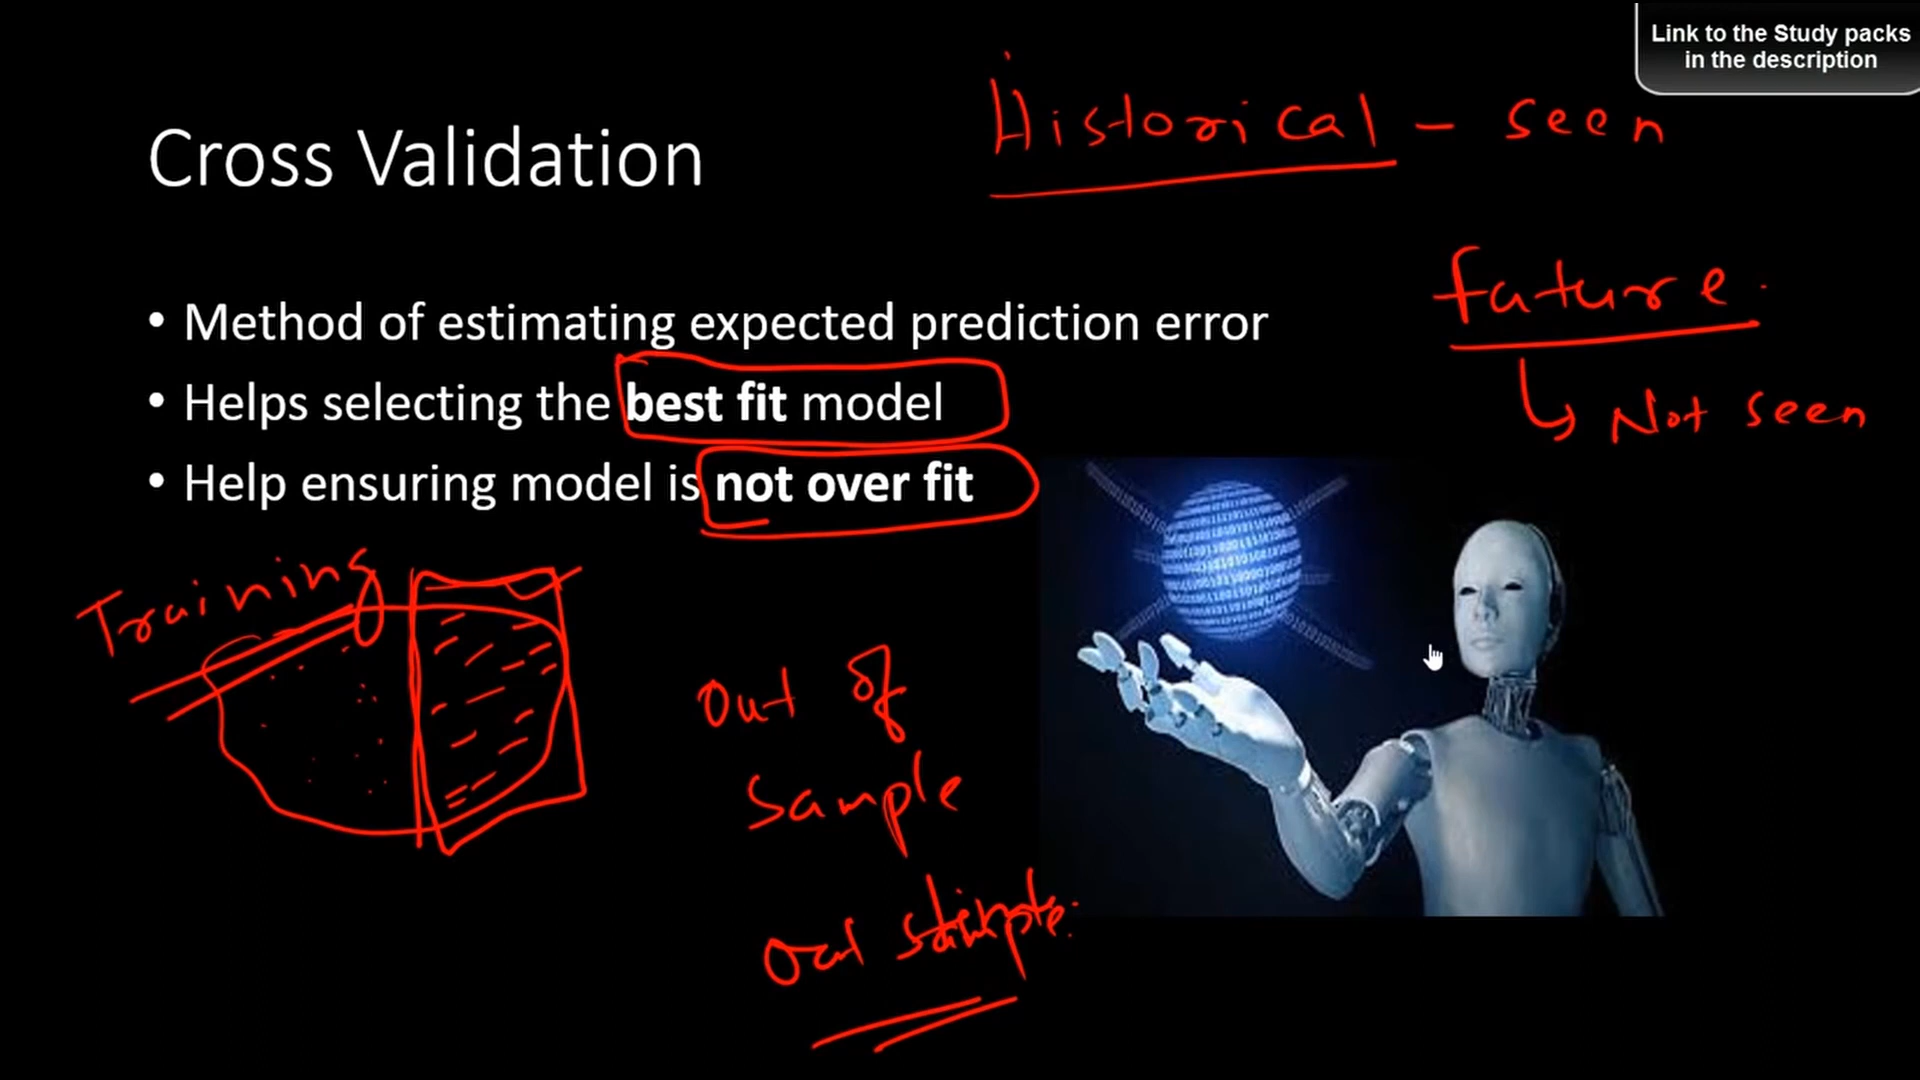 Link to the Study packs
in the description
Historical - seen
Cross Validation
future.
Not seen
• Method of estimating expected prediction error
• Helps selecting the best fit model
• Help ensuring model is not over fit
Training
Out of
Sample